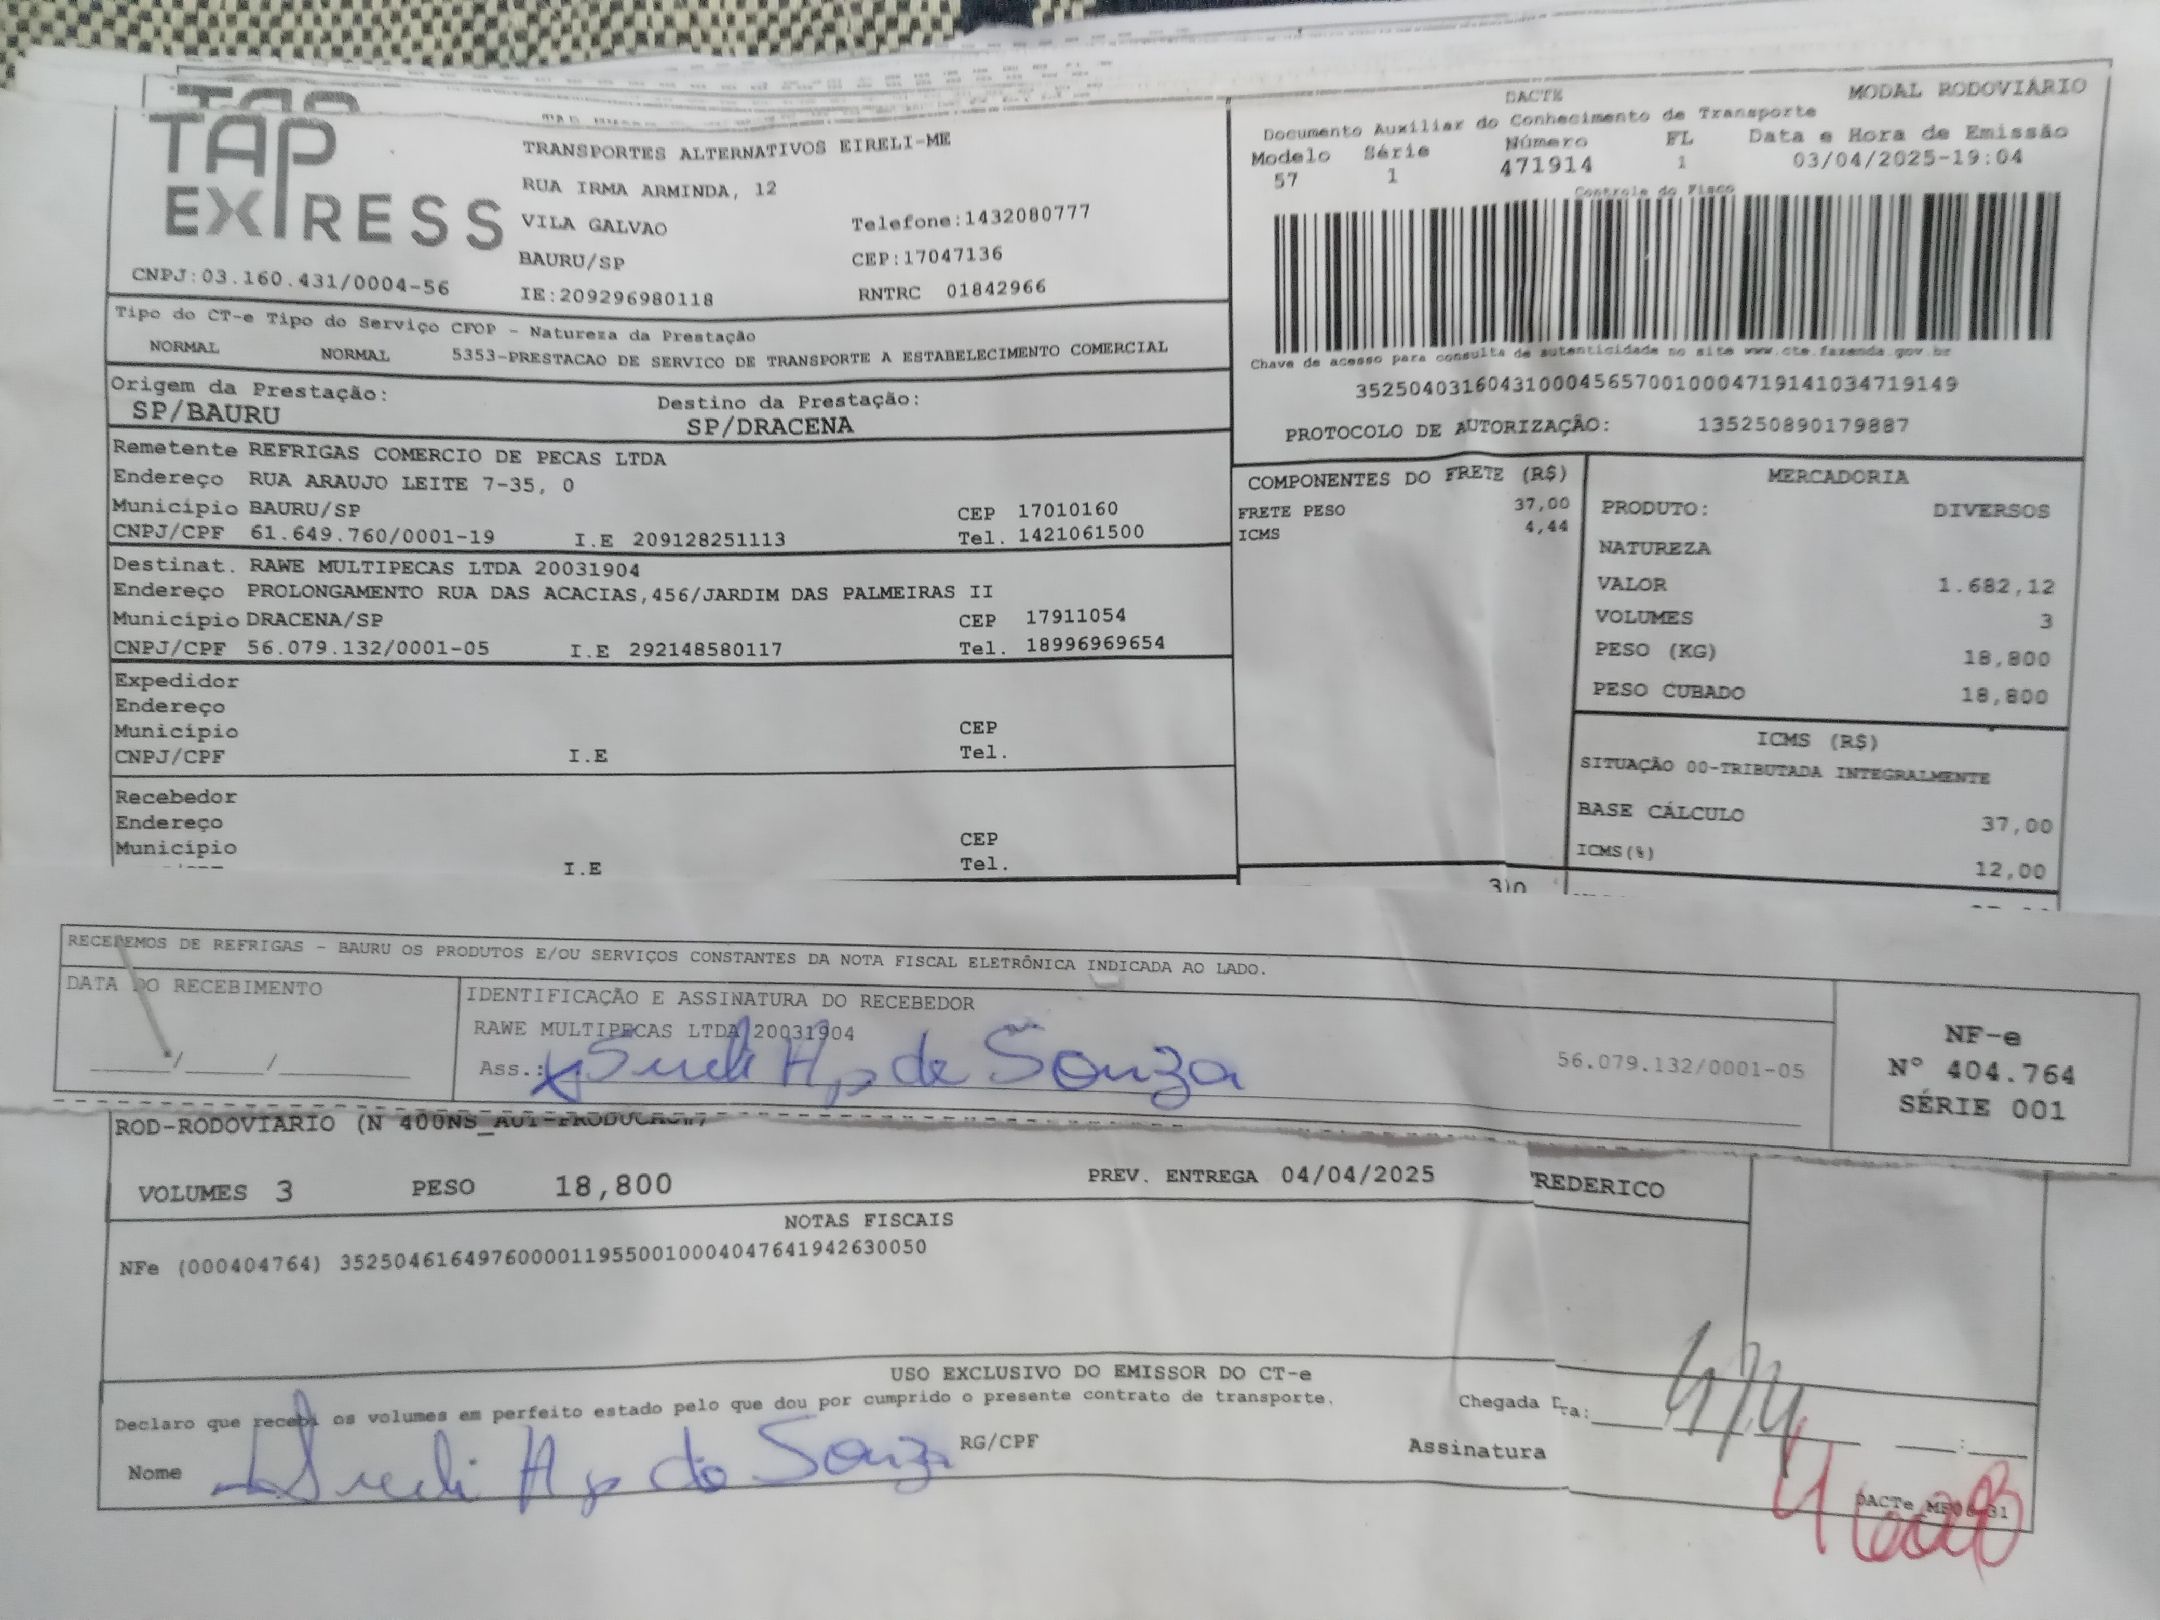 TAP
EXPRESS
CNPJ:03.160.431/0004-56
TRANSPORTES ALTERNATIVOS EIRELI-ME
RUA IRMA ARMINDA, 12
VILA GALVAO Telefone:1432080777
BAURU/SP CEP:17047136
IE:209296980118 RNTRC 01842966
DACTE MODAL RODOVIÁRIO
Documento Auxiliar do Conhecimento de Transporte
Modelo Série Número FL Data e Hora de Emissão
57 1 471914 1 03/04/2025-19:04
Controle do Fisco
Chave de acesso para consulta de autenticidade no site www.cte.fazenda.gov.br
35250403160431000456570010004719141034719149
PROTOCOLO DE AUTORIZAÇÃO: 135250890179887
Tipo do CT-e Tipo do Serviço CFOP - Natureza da Prestação
NORMAL NORMAL 5353-PRESTACAO DE SERVICO DE TRANSPORTE A ESTABELECIMENTO COMERCIAL
Origem da Prestação: Destino da Prestação:
SP/BAURU SP/DRACENA
Remetente REFRIGAS COMERCIO DE PECAS LTDA
Endereço RUA ARAUJO LEITE 7-35, 0
Município BAURU/SP CEP 17010160
CNPJ/CPF 61.649.760/0001-19 I.E 209128251113 Tel. 1421061500
Destinat. RAWE MULTIPECAS LTDA 20031904
Endereço PROLONGAMENTO RUA DAS ACACIAS,456/JARDIM DAS PALMEIRAS II
Município DRACENA/SP CEP 17911054
CNPJ/CPF 56.079.132/0001-05 I.E 292148580117 Tel. 18996969654
Expedidor
Endereço
Município CEP
CNPJ/CPF I.E Tel.
Recebedor
Endereço
Município CEP
I.E Tel.
COMPONENTES DO FRETE (R$)
FRETE PESO 37,00
ICMS 4,44
MERCADORIA
PRODUTO: DIVERSOS
NATUREZA
VALOR 1.682,12
VOLUMES 3
PESO (KG) 18,800
PESO CUBADO 18,800
ICMS (R$)
SITUAÇÃO 00-TRIBUTADA INTEGRALMENTE
BASE CÁLCULO 37,00
ICMS(%) 12,00
RECEBEMOS DE REFRIGAS - BAURU OS PRODUTOS E/OU SERVIÇOS CONSTANTES DA NOTA FISCAL ELETRÔNICA INDICADA AO LADO.
DATA DO RECEBIMENTO
IDENTIFICAÇÃO E ASSINATURA DO RECEBEDOR
RAWE MULTIPECAS LTDA 20031904
Ass.: Sueli Ap de Souza 56.079.132/0001-05
NF-e
Nº 404.764
SÉRIE 001
ROD-RODOVIARIO (N 400NS_A01-PRODUCAO#)
VOLUMES 3 PESO 18,800 PREV. ENTREGA 04/04/2025 REDERICO
NOTAS FISCAIS
NFe (000404764) 35250461649760000119550010004047641942630050
USO EXCLUSIVO DO EMISSOR DO CT-e
Declaro que recebi os volumes em perfeito estado pelo que dou por cumprido o presente contrato de transporte. Chegada
4/4
Nome Sueli Ap de Souza RG/CPF Assinatura